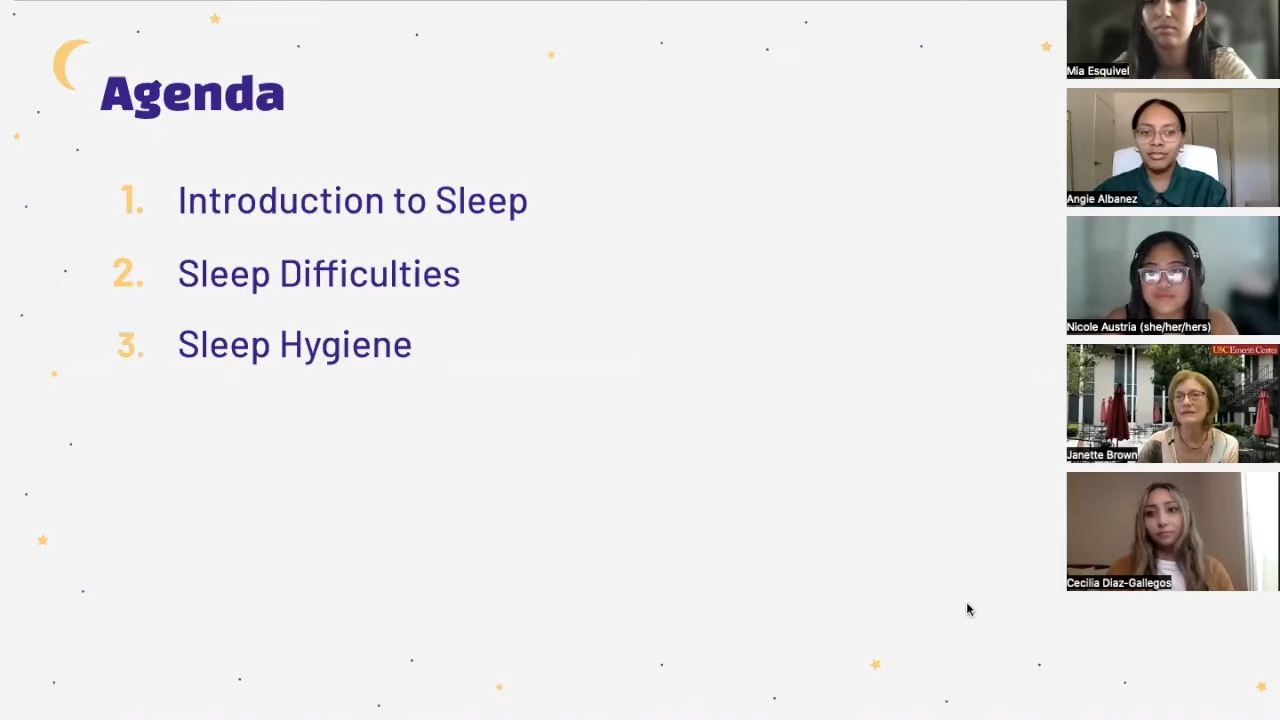 Agenda
1. Introduction to Sleep
2. Sleep Difficulties
3. Sleep Hygiene
Mia Esquivel
Angie Albanez
Nicole Austria (she/her/hers)
USC Emeriti Center
Janette Brown
Cecilia Diaz-Gallegos